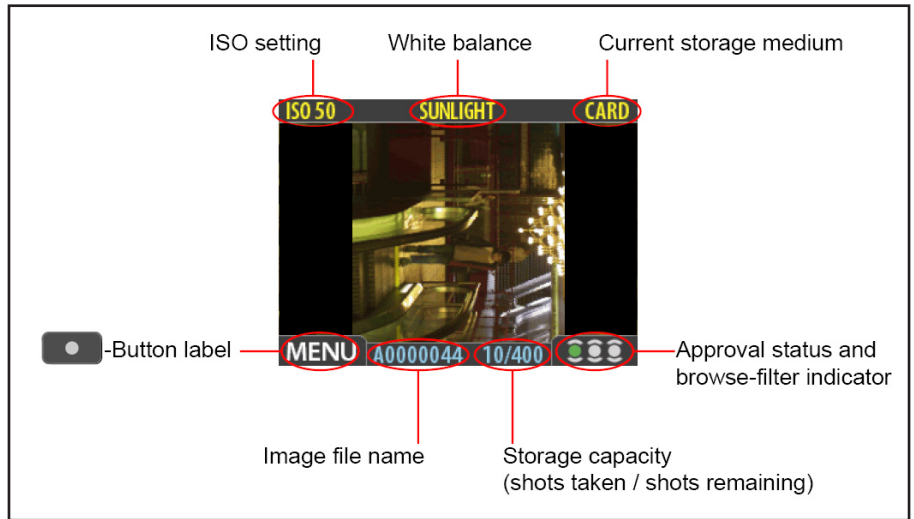 ISO setting
White balance
Current storage medium
ISO 50
SUNLIGHT
CARD
-Button label
MENU
A0000044
10/400
Approval status and
browse-filter indicator
Image file name
Storage capacity
(shots taken / shots remaining)